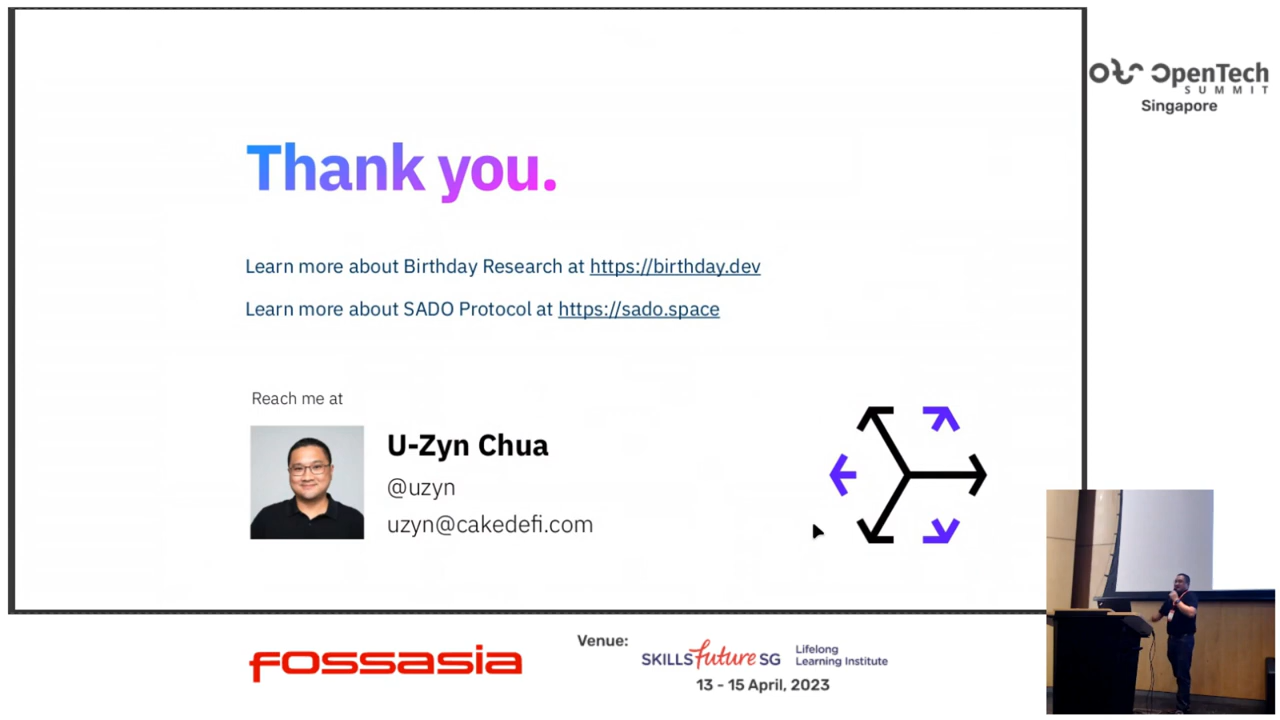 Thank you.
Learn more about Birthday Research at https://birthday.dev
Learn more about SADO Protocol at https://sado.space
Reach me at
U-Zyn Chua
@uzyn
uzyn@cakedefi.com
OpenTech
SUMMIT
Singapore
fossasia
Venue:
SKILLSfuture SG
Lifelong
Learning Institute
13 - 15 April, 2023